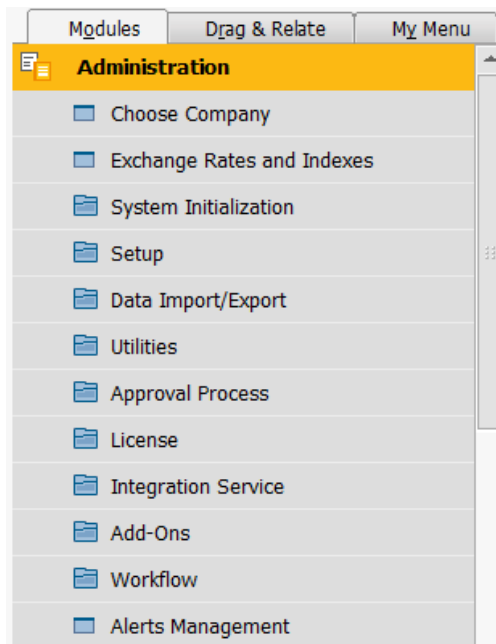 Modules Drag & Relate My Menu
Administration
Choose Company
Exchange Rates and Indexes
System Initialization
Setup
Data Import/Export
Utilities
Approval Process
License
Integration Service
Add-Ons
Workflow
Alerts Management